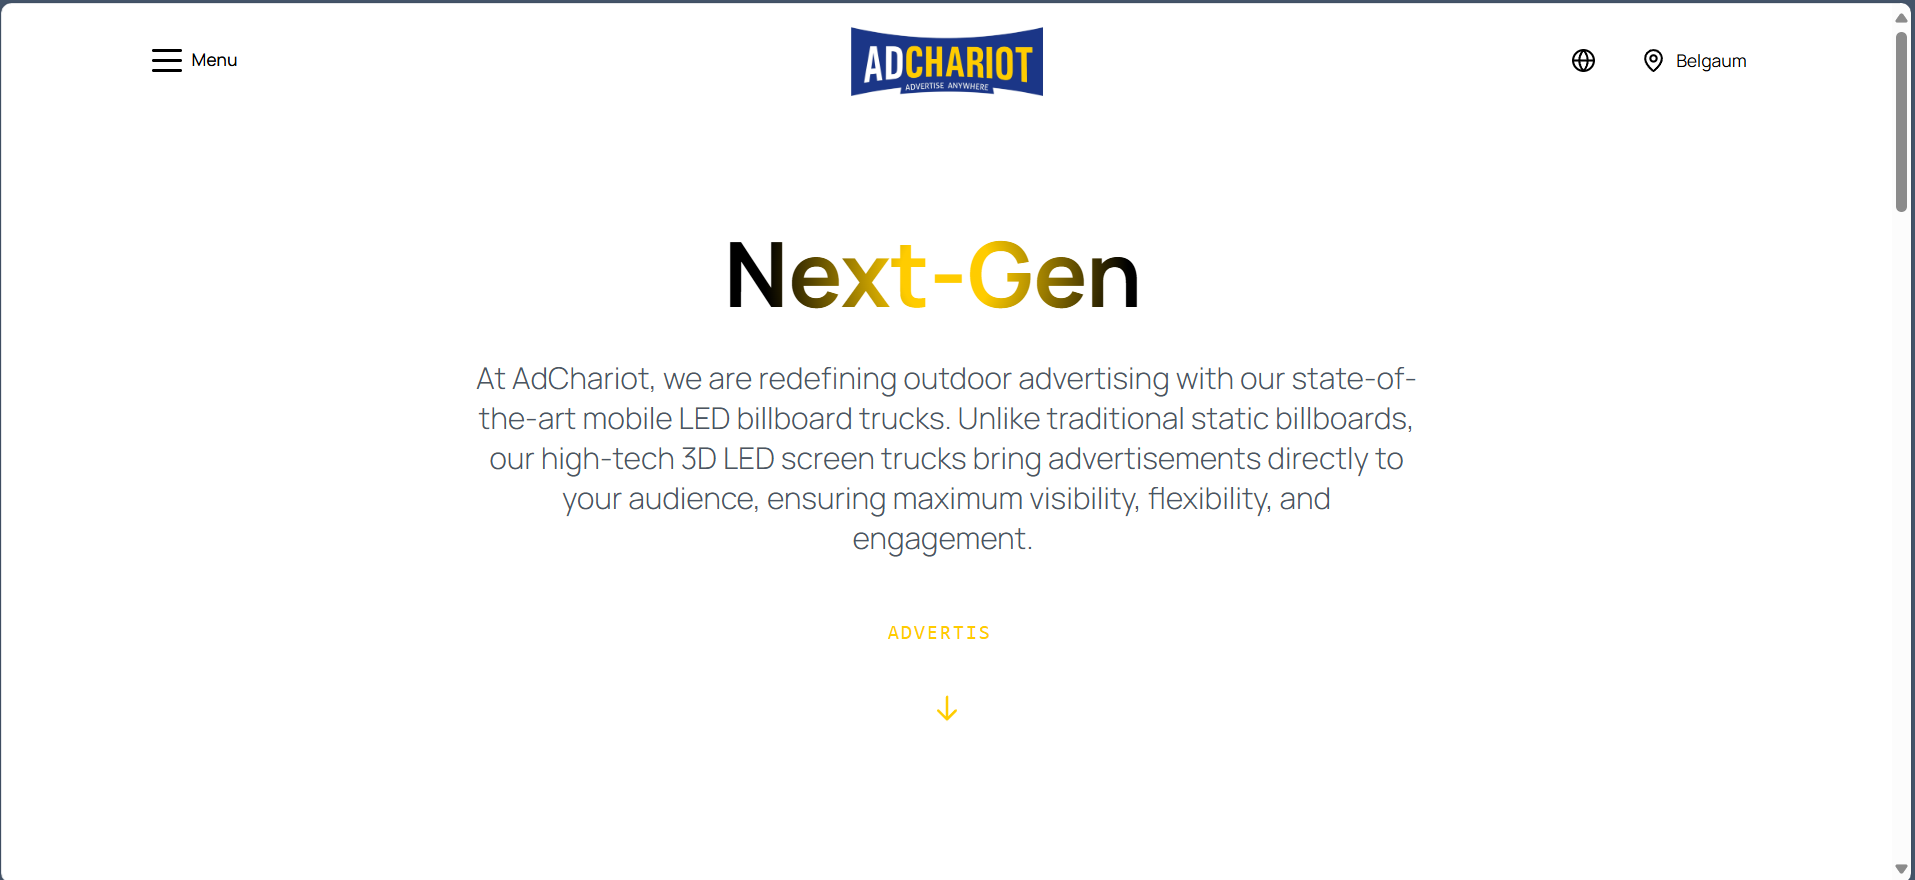 Menu
ADCHARIOT
ADVERTISE ANYWHERE
Belgaum
Next-Gen
At AdChariot, we are redefining outdoor advertising with our state-of-
the-art mobile LED billboard trucks. Unlike traditional static billboards,
our high-tech 3D LED screen trucks bring advertisements directly to
your audience, ensuring maximum visibility, flexibility, and
engagement.
ADVERTIS